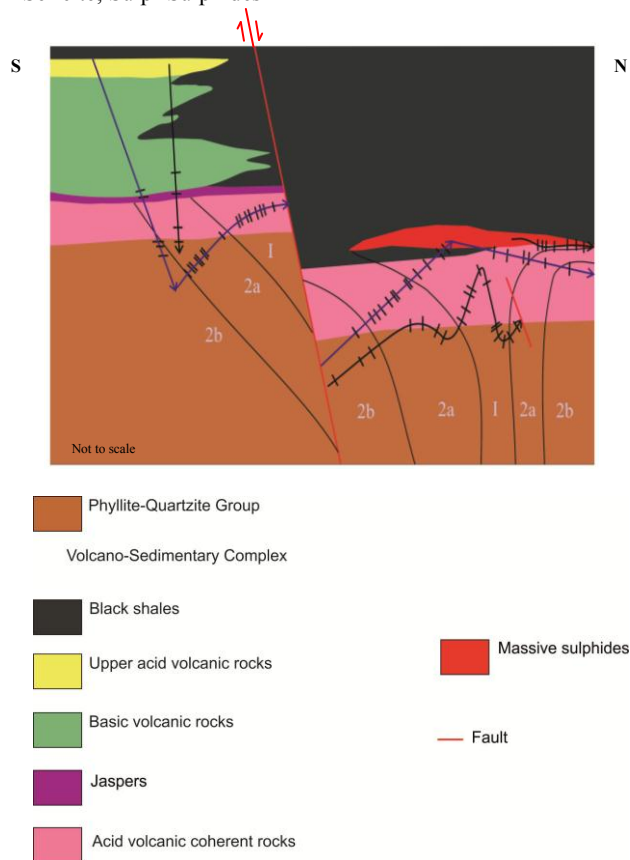 S
N
I
2a
2b
2b
2a
I
2a
2b
Not to scale
Phyllite-Quartzite Group
Volcano-Sedimentary Complex
Black shales
Upper acid volcanic rocks
Massive sulphides
Basic volcanic rocks
Fault
Jaspers
Acid volcanic coherent rocks